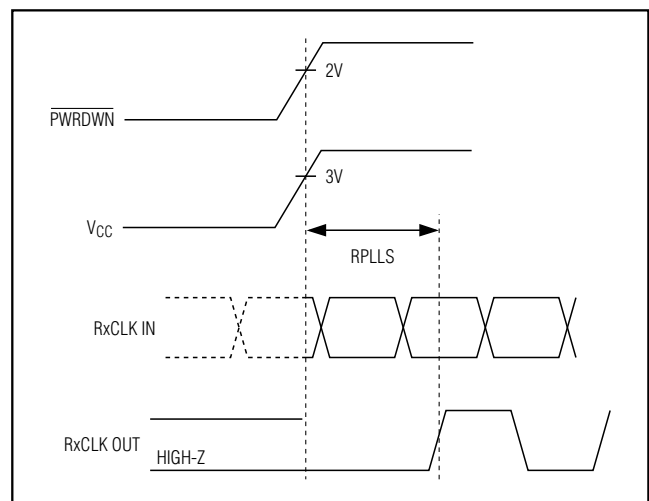 2V
PWRDWN
3V
VCC
RPLLS
RxCLK IN
RxCLK OUT
HIGH-Z